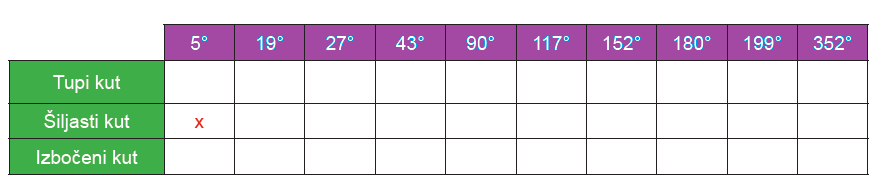 5° 19° 27° 43° 90° 117° 152° 180° 199° 352°
Tupi kut
Šiljasti kut x
Izbočeni kut